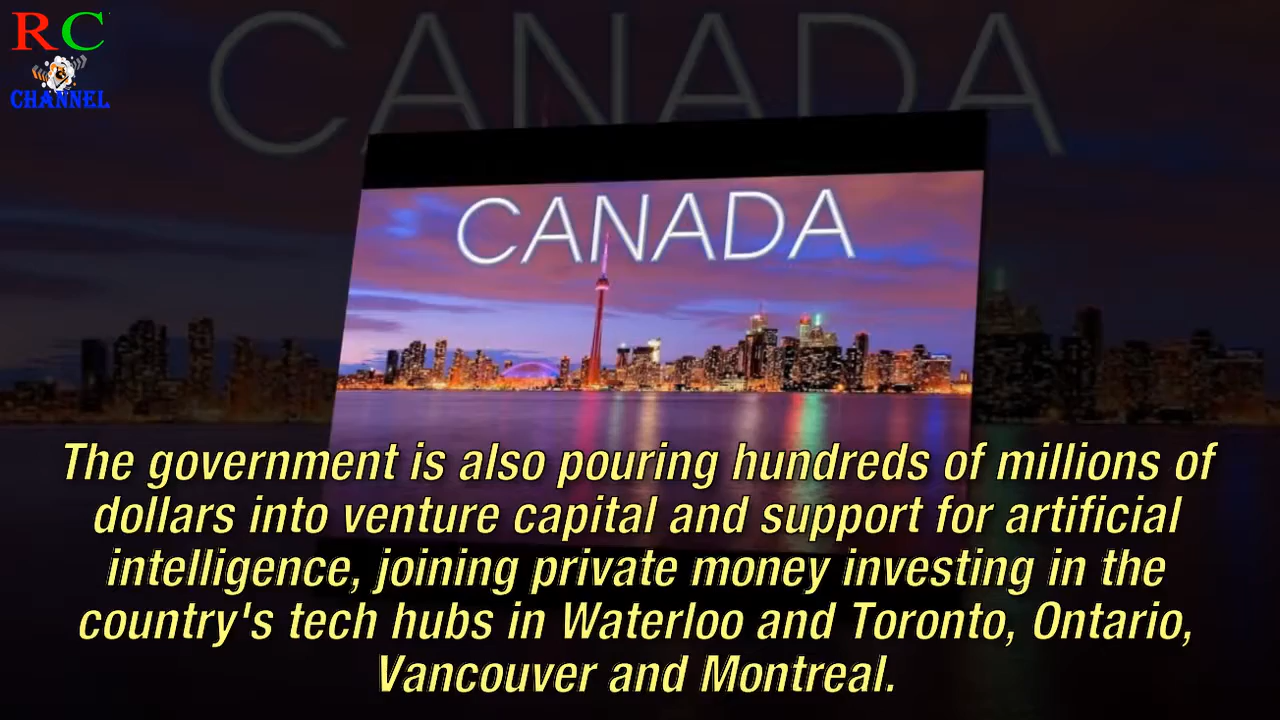 RC
CHANNEL
CANADA
CANADA
The government is also pouring hundreds of millions of
dollars into venture capital and support for artificial
intelligence, joining private money investing in the
country's tech hubs in Waterloo and Toronto, Ontario,
Vancouver and Montreal.